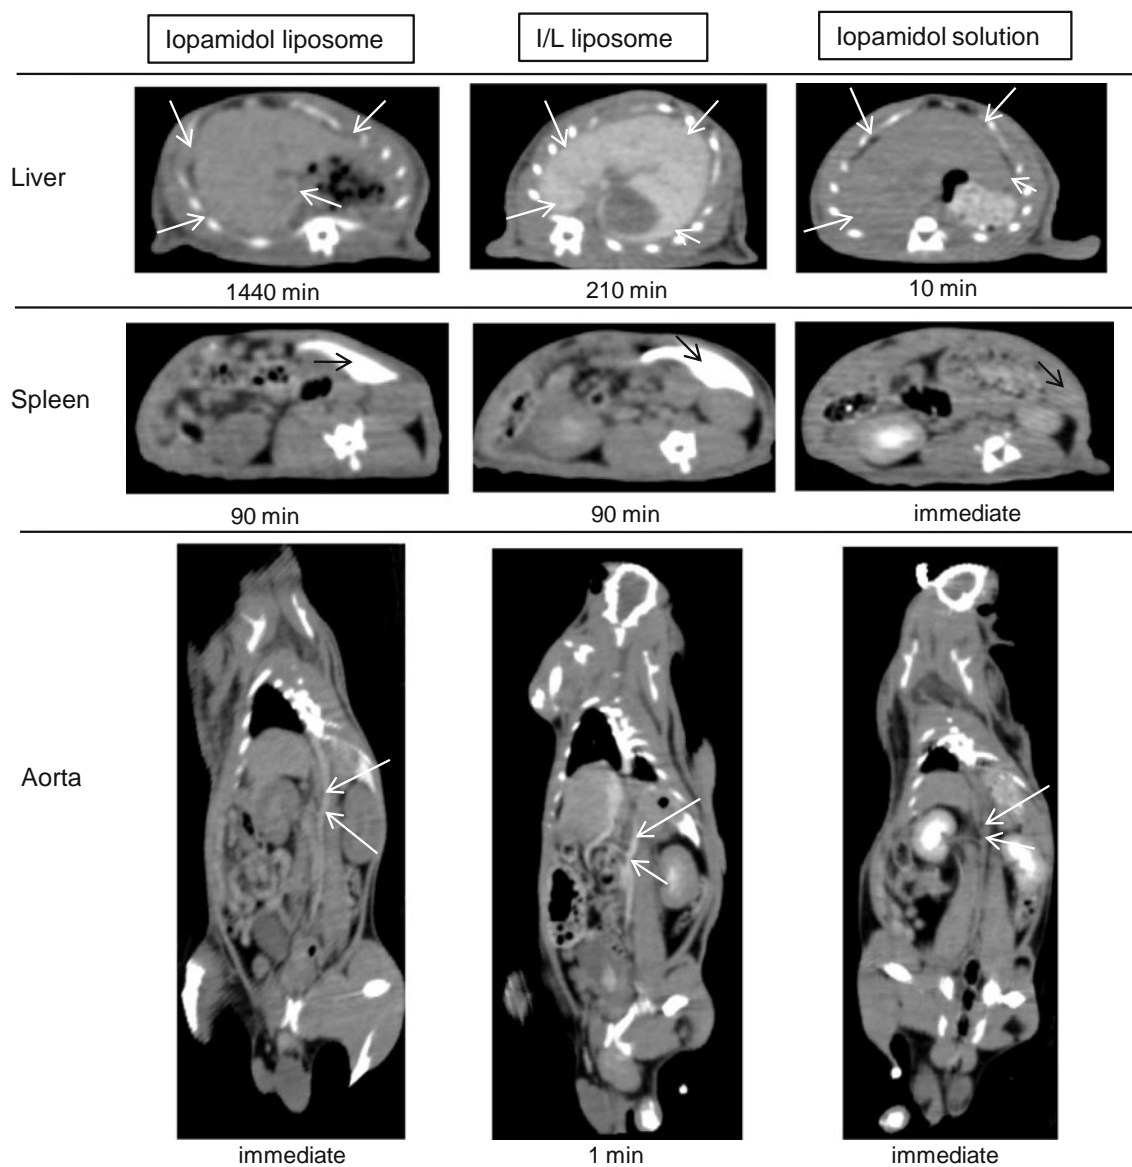 Iopamidol liposome
I/L liposome
Iopamidol solution
Liver
1440 min
210 min
10 min
Spleen
90 min
90 min
immediate
Aorta
immediate
1 min
immediate